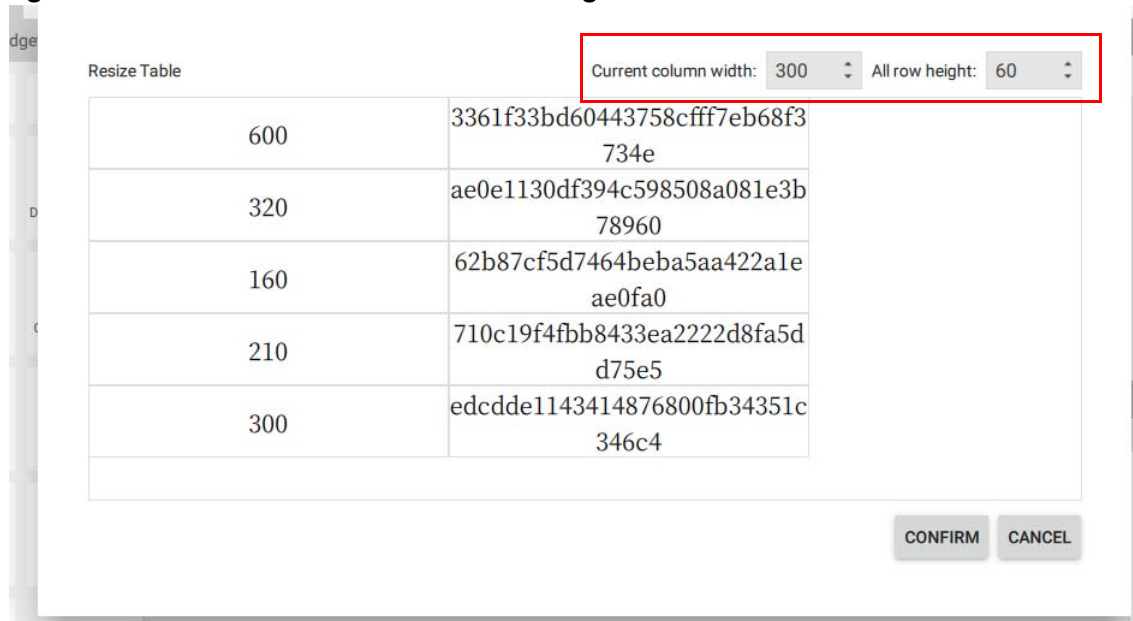 dge
Resize Table
Current column width: 300 All row height: 60
600
3361f33bd60443758cfff7eb68f3
734e
320
ae0e1130df394c598508a081e3b
78960
160
62b87cf5d7464beba5aa422a1e
ae0fa0
210
710c19f4fbb8433ea2222d8fa5d
d75e5
300
edcdde1143414876800fb34351c
346c4
CONFIRM CANCEL